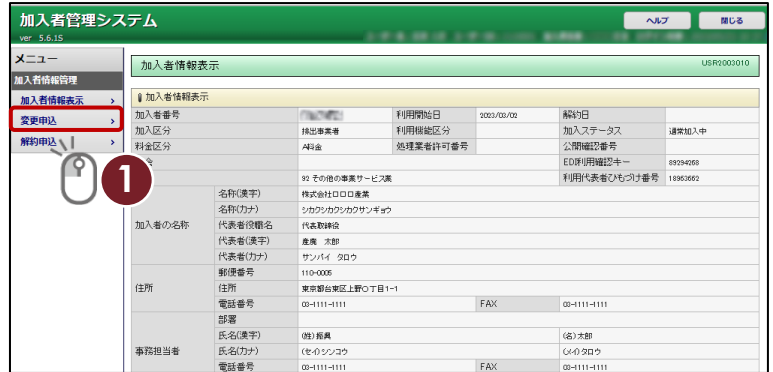 加入者管理システム
ver 5.6.15
ヘルプ 閉じる
メニュー
加入者情報管理
加入者情報表示 >
変更申込 >
解約申込 >
1
加入者情報表示 USR2003010
加入者情報表示
加入者番号 利用開始日 2023/03/02 解約日
加入区分 排出事業者 利用機能区分 加入ステータス 通常加入中
料金区分 A料金 処理業者許可番号 公開確認番号
EDI利用確認キー 89294268
92 その他の事業サービス業 利用代表者ひもづけ番号 18963662
加入者の名称
名称(漢字) 株式会社ロロロ産業
名称(カナ) シカクシカクシカクサンギョウ
代表者役職名 代表取締役
代表者(漢字) 産廃 太郎
代表者(カナ) サンパイ タロウ
住所
郵便番号 110-0005
住所 東京都台東区上野〇丁目1-1
電話番号 03-1111-1111 FAX 03-1111-1111
事務担当者
部署
氏名(漢字) (姓)振興 (名)太郎
氏名(カナ) (セイ)シンコウ (メイ)タロウ
電話番号 03-1111-1111 FAX 03-1111-1111